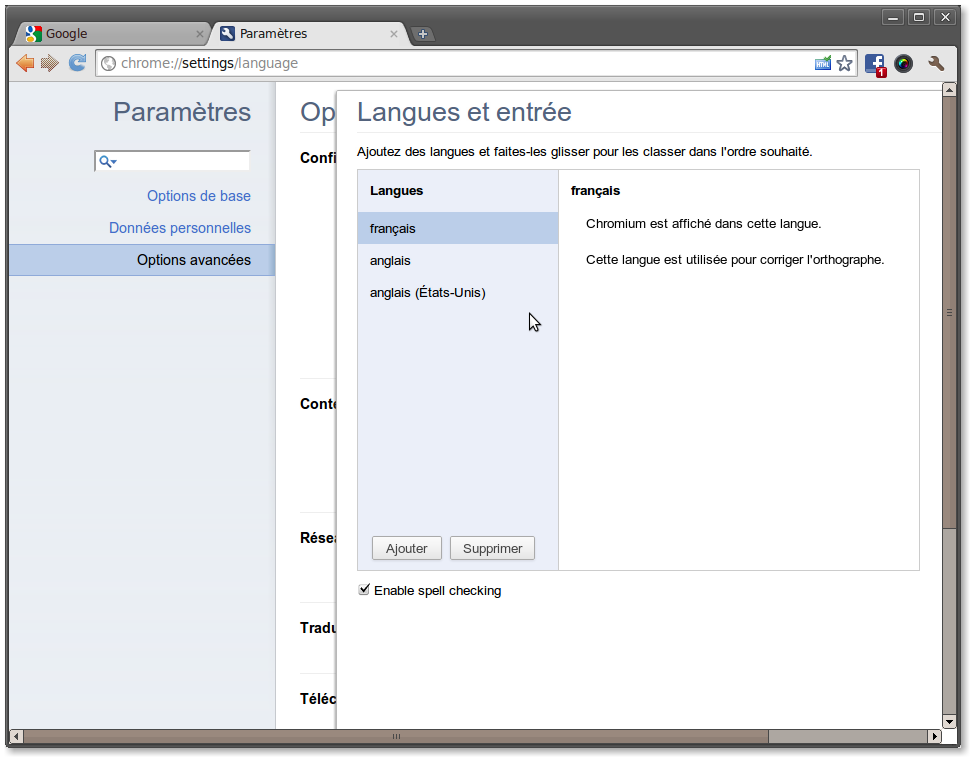 Google
Paramètres
chrome://settings/language
HTML
1
Paramètres
Options de base
Données personnelles
Options avancées
Op
Confi
Conte
Résea
Tradu
Téléc
Langues et entrée
Ajoutez des langues et faites-les glisser pour les classer dans l'ordre souhaité.
Langues
français
anglais
anglais (États-Unis)
Ajouter Supprimer
français
Chromium est affiché dans cette langue.
Cette langue est utilisée pour corriger l'orthographe.
Enable spell checking